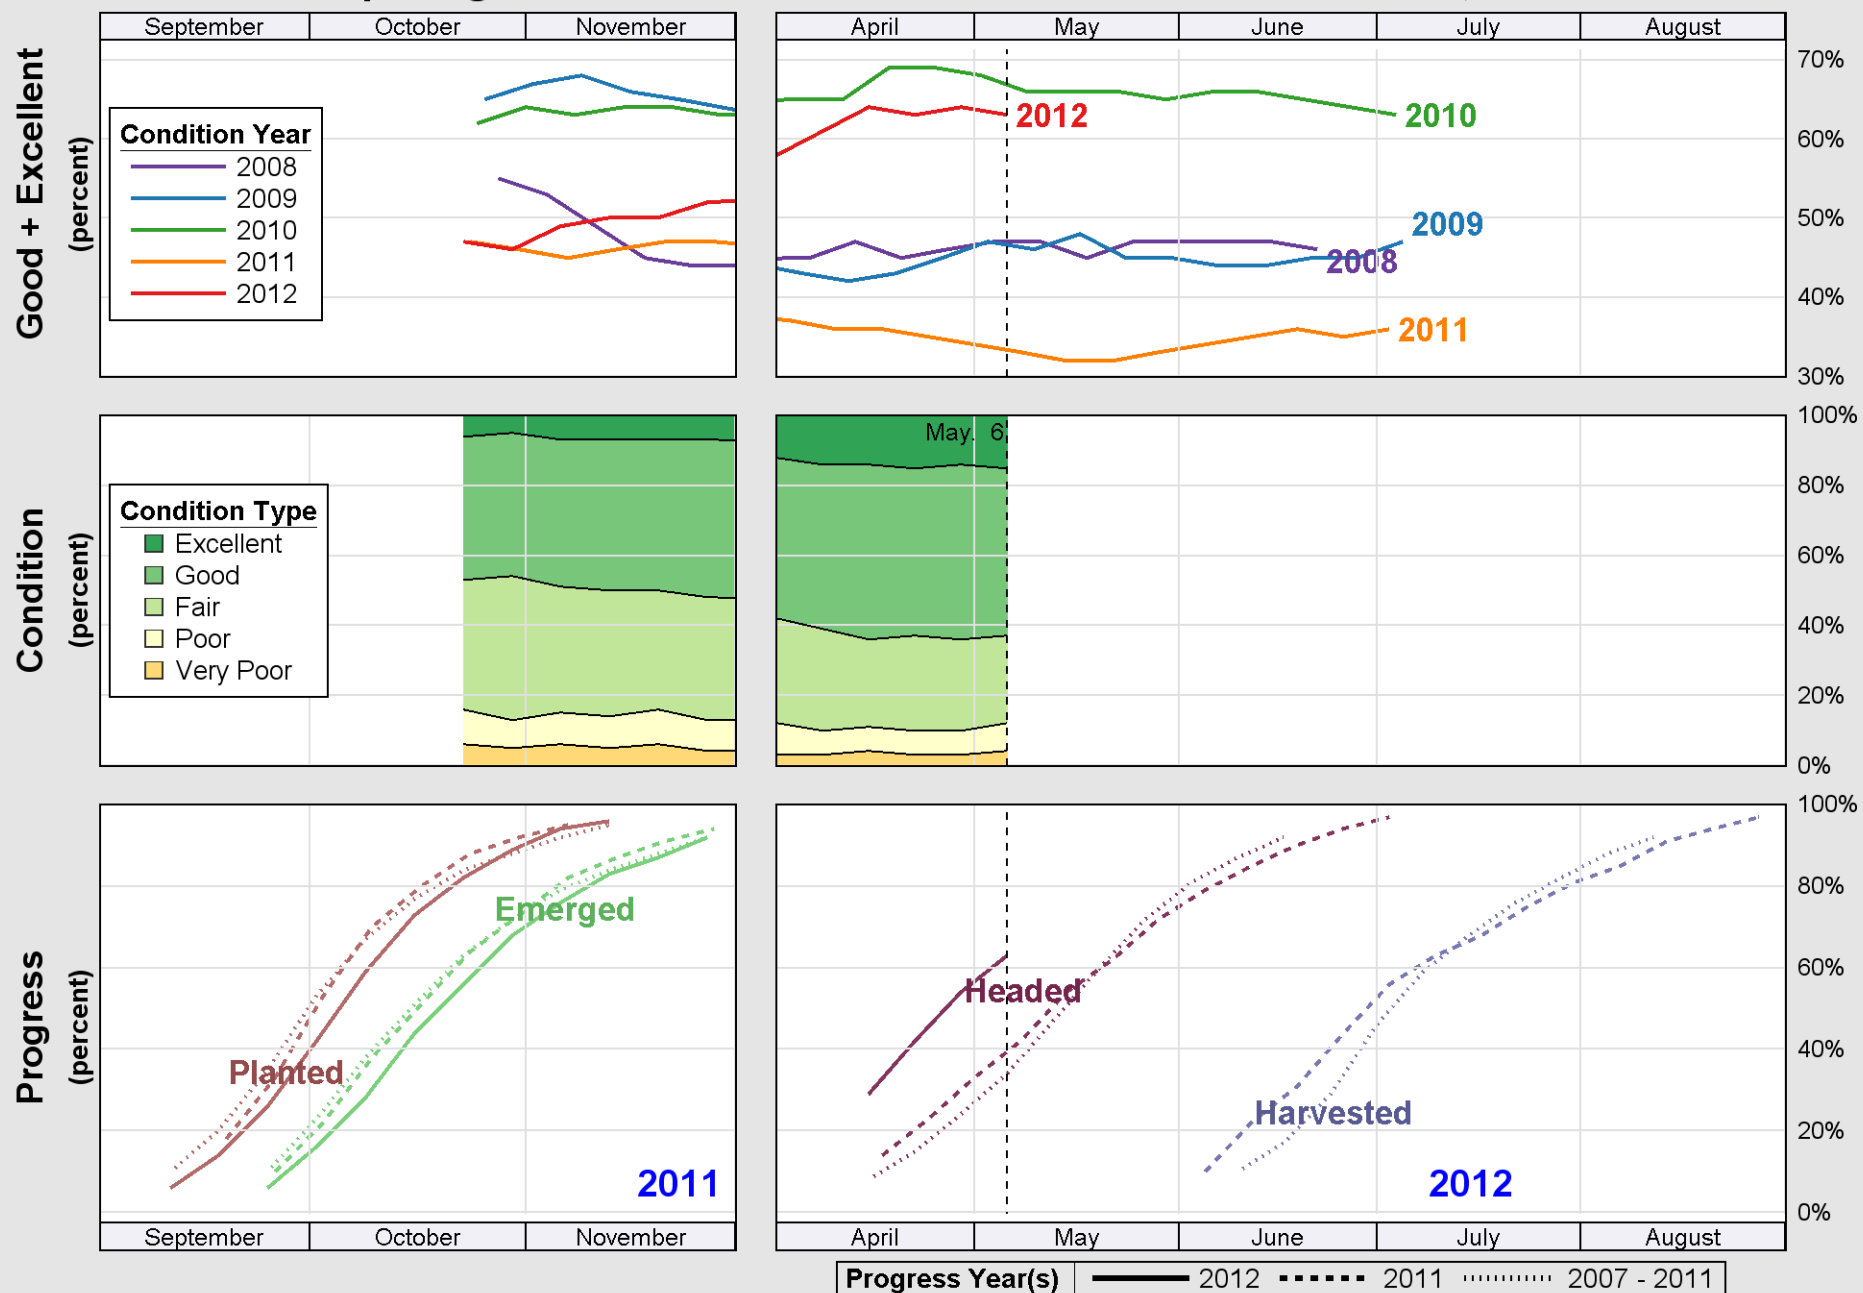 September October November April May June July August
Good + Excellent
(percent)
70%
60%
50%
40%
30%
Condition Year
2008
2009
2010
2011
2012
2012
2010
2009
2008
2011
Condition
(percent)
100%
80%
60%
40%
20%
0%
May. 6
Condition Type
Excellent
Good
Fair
Poor
Very Poor
Progress
(percent)
100%
80%
60%
40%
20%
0%
Planted
Emerged
Headed
Harvested
2011
2012
September October November April May June July August
Progress Year(s) 2012 2011 2007 - 2011